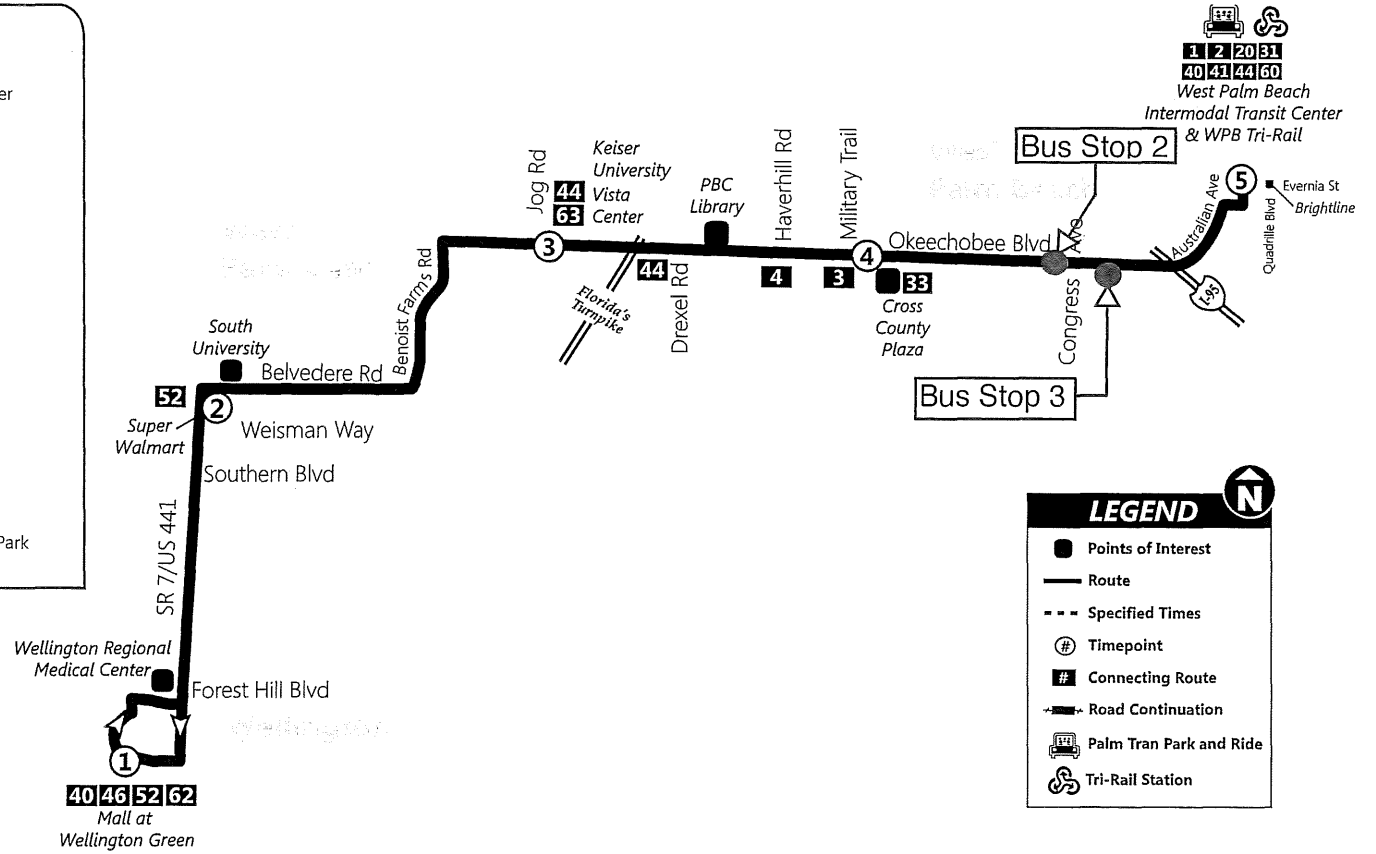 er
Park
1 2 20 31
40 41 44 60
West Palm Beach
Intermodal Transit Center
& WPB Tri-Rail
Bus Stop 2
5
Evernia St
Brightline
Quadrille Blvd
Australian Ave
I-95
Jog Rd
44
63
Keiser
University
Vista
Center
PBC
Library
Haverhill Rd
Military Trail
Okeechobee Blvd
Congress Ave
3
4
44
Drexel Rd
4
3
33
Cross
County
Plaza
Florida's
Turnpike
Bus Stop 3
Benoist Farms Rd
South
University
Belvedere Rd
52
2
Super
Walmart
Weisman Way
Southern Blvd
SR 7/US 441
Wellington Regional
Medical Center
Forest Hill Blvd
Wellington
1
40 46 52 62
Mall at
Wellington Green
N
LEGEND
Points of Interest
Route
Specified Times
# Timepoint
# Connecting Route
Road Continuation
Palm Tran Park and Ride
Tri-Rail Station